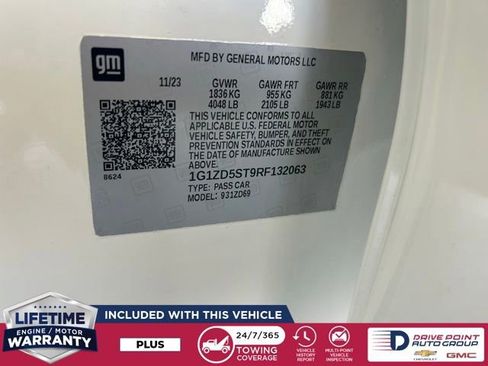 gm
MFD BY GENERAL MOTORS LLC
11/23 GVWR GAWR FRT GAWR RR
1836 KG 955 KG 881 KG
4048 LB 2105 LB 1943 LB
THIS VEHICLE CONFORMS TO ALL
APPLICABLE U.S. FEDERAL MOTOR
VEHICLE SAFETY, BUMPER, AND THEFT
PREVENTION STANDARDS IN EFFECT ON
THE DATE OF MANUFACTURE SHOWN
ABOVE.
8624
1G1ZD5ST9RF132063
TYPE: PASS CAR
MODEL: 931ZD69
LIFETIME
ENGINE / MOTOR
WARRANTY
INCLUDED WITH THIS VEHICLE
PLUS
24/7/365
TOWING
COVERAGE
VEHICLE HISTORY
REPORT
MULTI-POINT VEHICLE
INSPECTION
D DRIVE POINT
AUTO GROUP
CHEVROLET GMC